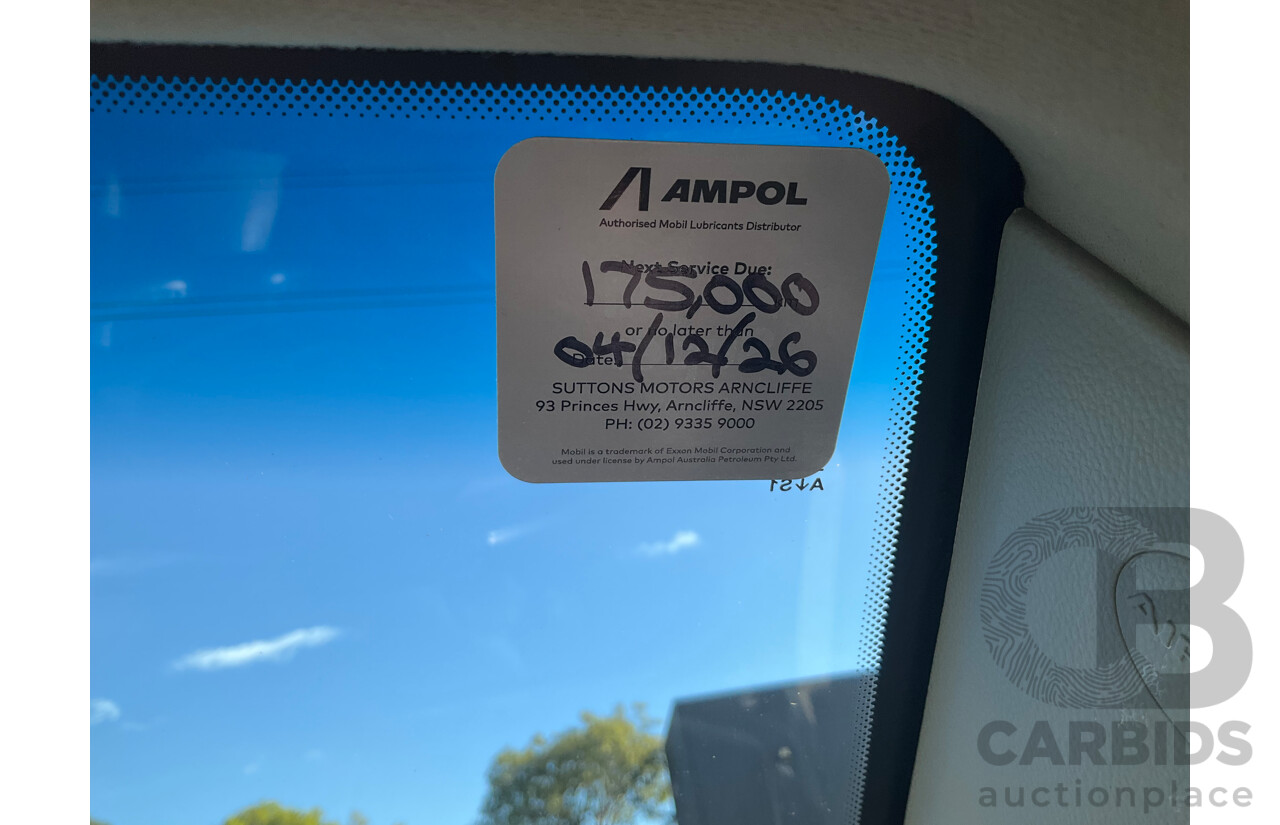 AMPOL
Authorised Mobil Lubricants Distributor
Next Service Due:
175,000 km
or no later than
Date: 04/12/26
SUTTONS MOTORS ARNCLIFFE
93 Princes Hwy, Arncliffe, NSW 2205
PH: (02) 9335 9000
Mobil is a trademark of Exxon Mobil Corporation and
used under license by Ampol Australia Petroleum Pty Ltd.
A↓S1
CB
CARBIDS
auctionplace